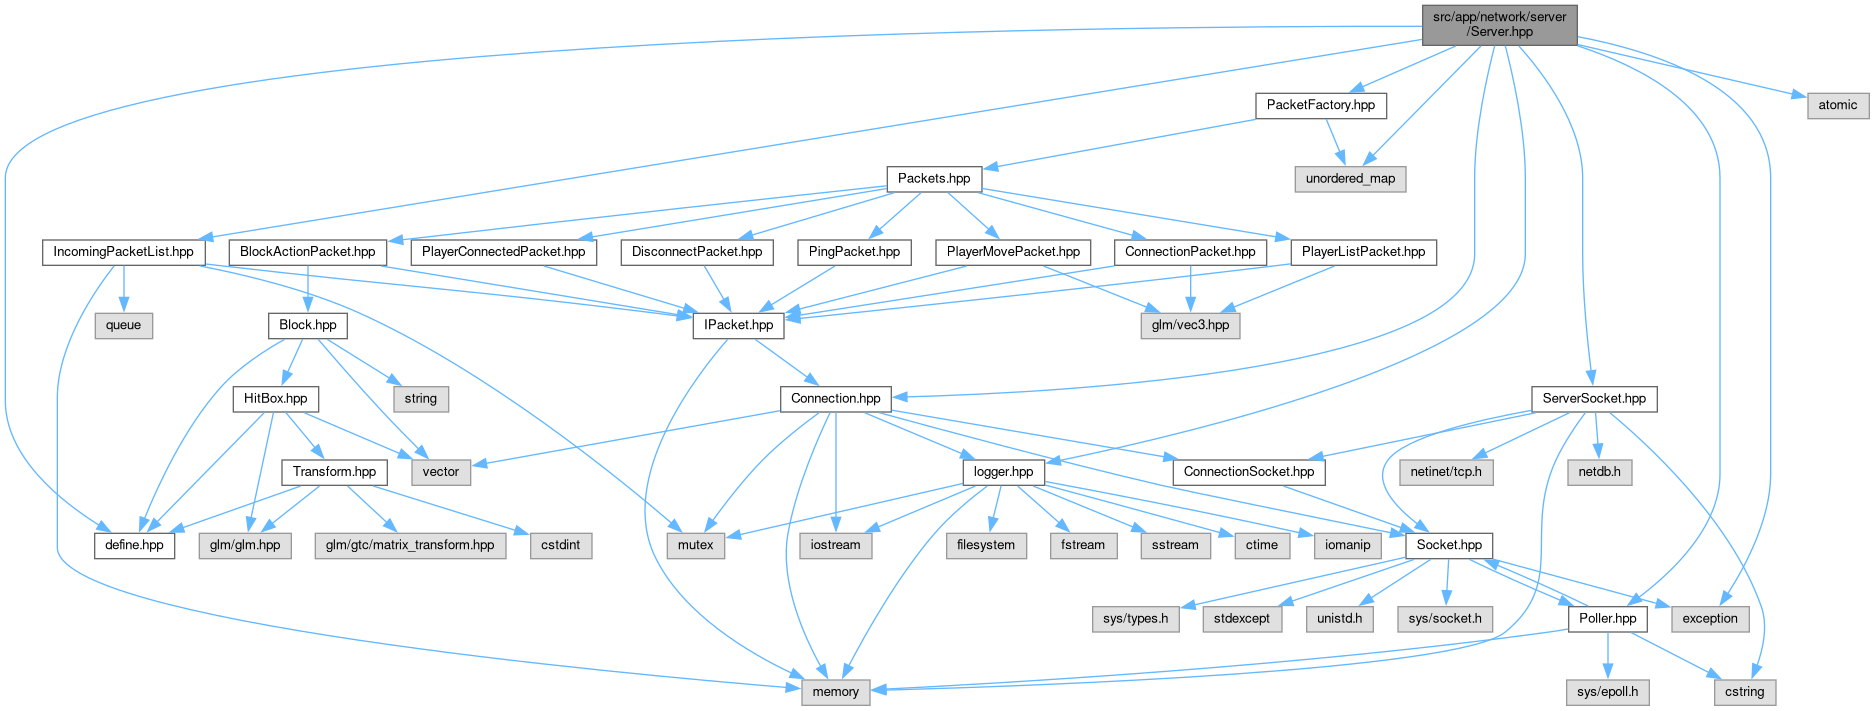 src/app/network/server
/Server.hpp
PacketFactory.hpp
atomic
Packets.hpp
unordered_map
IncomingPacketList.hpp
BlockActionPacket.hpp
PlayerConnectedPacket.hpp
DisconnectPacket.hpp
PingPacket.hpp
PlayerMovePacket.hpp
ConnectionPacket.hpp
PlayerListPacket.hpp
queue
Block.hpp
IPacket.hpp
glm/vec3.hpp
HitBox.hpp
string
Connection.hpp
ServerSocket.hpp
Transform.hpp
vector
logger.hpp
ConnectionSocket.hpp
netinet/tcp.h
netdb.h
define.hpp
glm/glm.hpp
glm/gtc/matrix_transform.hpp
cstdint
mutex
iostream
filesystem
fstream
sstream
ctime
iomanip
Socket.hpp
sys/types.h
stdexcept
unistd.h
sys/socket.h
Poller.hpp
exception
memory
sys/epoll.h
cstring